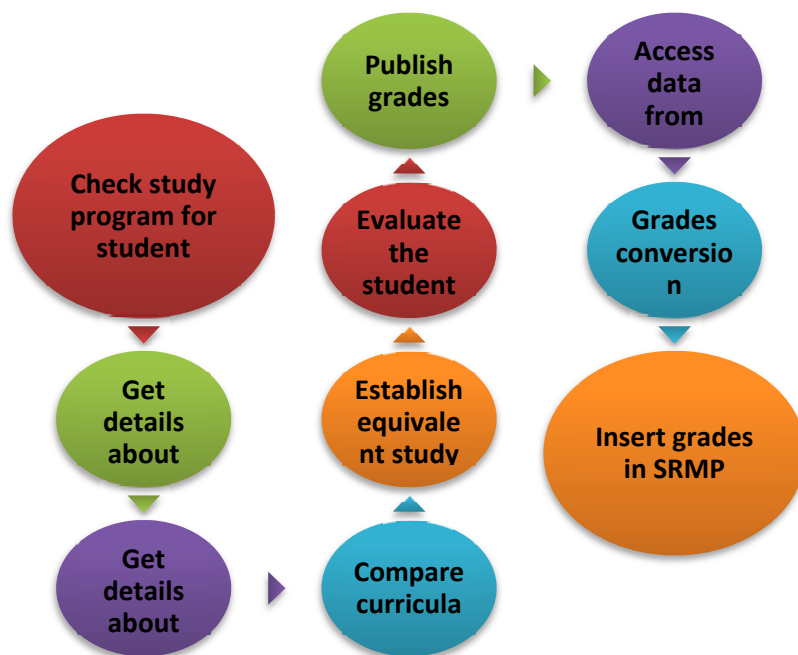 Check study
program for
student
Get
details
about
Get
details
about
Compare
curricula
Establish
equivale
nt study
Evaluate
the
student
Publish
grades
Access
data
from
Grades
conversio
n
Insert grades
in SRMP